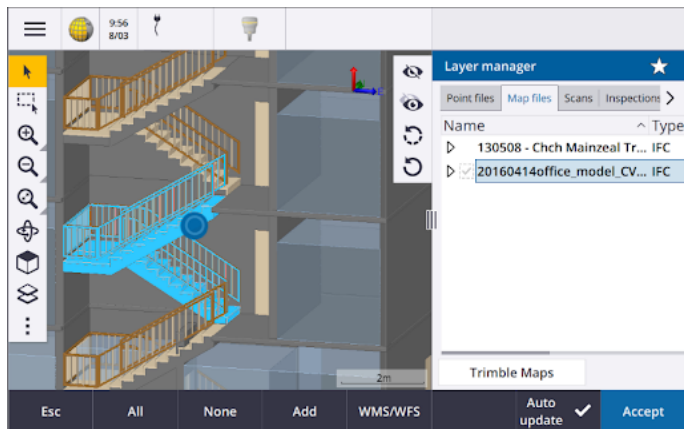 9:56
8/03
Layer manager
Point files Map files Scans Inspections
Name Type
130508 - Chch Mainzeal Tr... IFC
20160414office_model_CV... IFC
2m
Trimble Maps
Esc All None Add WMS/WFS Auto update Accept